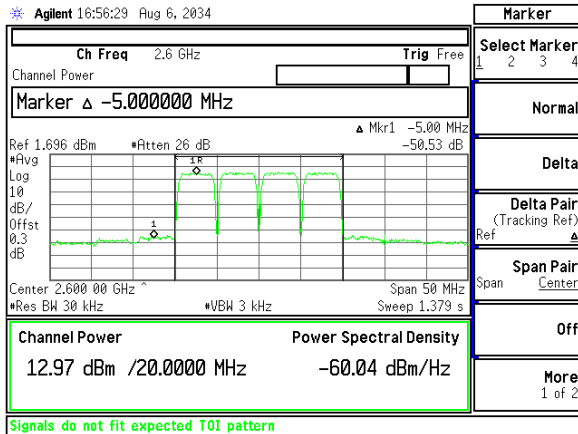 Agilent 16:56:29 Aug 6, 2034
Marker
Ch Freq 2.6 GHz Trig Free
Select Marker
1 2 3 4
Channel Power
Marker Δ -5.000000 MHz
Normal
Δ Mkr1 -5.00 MHz
Ref 1.696 dBm #Atten 26 dB -50.53 dB
Delta
#Avg
Log
10
dB/
Offst
0.3
dB
1R
1
Delta Pair
(Tracking Ref)
Ref Δ
Span Pair
Span Center
Center 2.600 00 GHz ^ Span 50 MHz
#Res BW 30 kHz #VBW 3 kHz Sweep 1.379 s
Off
Channel Power Power Spectral Density
12.97 dBm /20.0000 MHz -60.04 dBm/Hz
More
1 of 2
Signals do not fit expected TOI pattern